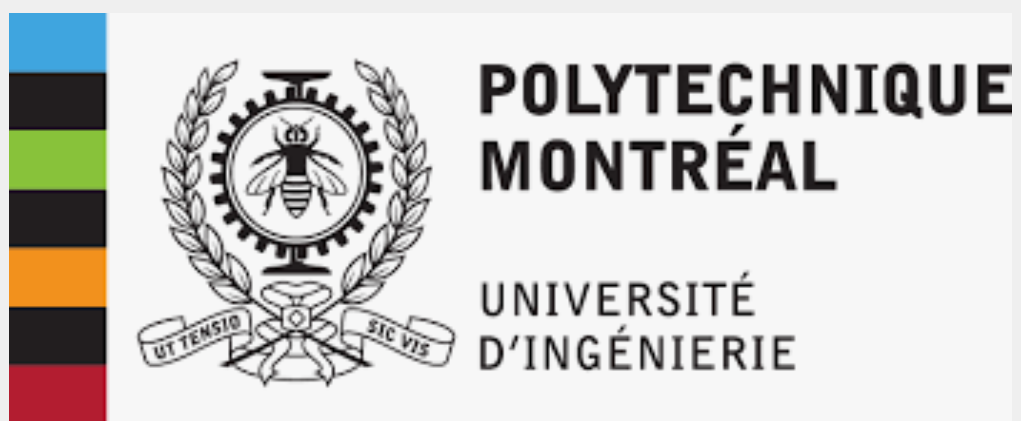 POLYTECHNIQUE
MONTRÉAL
UNIVERSITÉ
D'INGÉNIERIE
UT TENSIO
SIC VIS